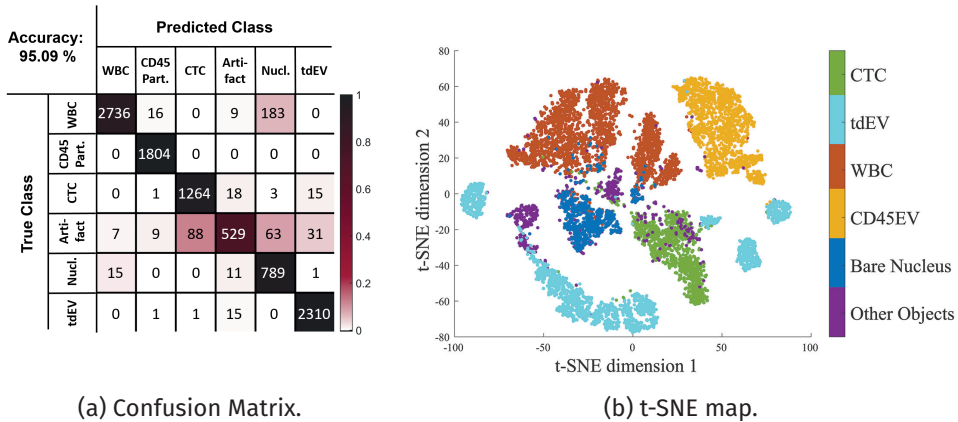 Accuracy:
95.09 %
Predicted Class
WBC CD45 Part. CTC Arti-fact Nucl. tdEV
True Class
WBC 2736 16 0 9 183 0
CD45 Part. 0 1804 0 0 0 0
CTC 0 1 1264 18 3 15
Arti-fact 7 9 88 529 63 31
Nucl. 15 0 0 11 789 1
tdEV 0 1 1 15 0 2310
1
0.8
0.6
0.4
0.2
0
(a) Confusion Matrix.
t-SNE dimension 2
80
60
40
20
0
-20
-40
-60
80
-100 -50 0 50 100
t-SNE dimension 1
CTC
tdEV
WBC
CD45EV
Bare Nucleus
Other Objects
(b) t-SNE map.